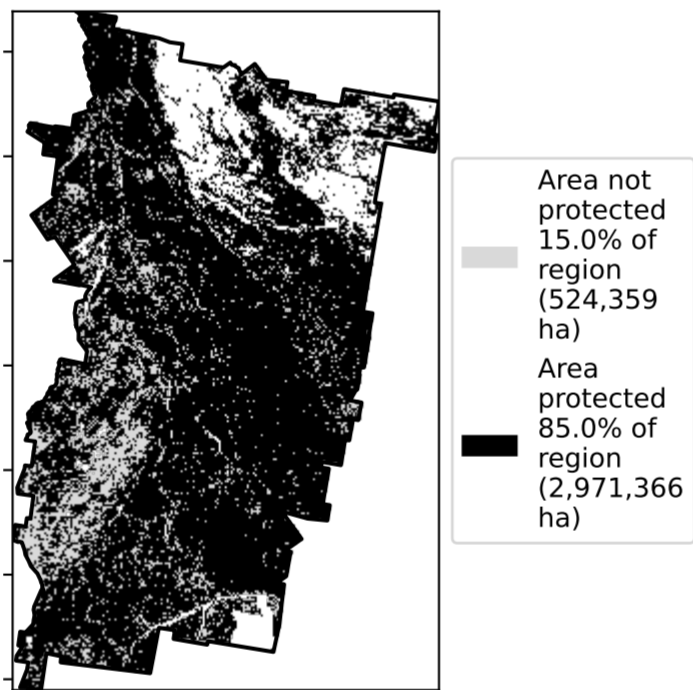 Area not
protected
15.0% of
region
(524,359
ha)
Area
protected
85.0% of
region
(2,971,366
ha)